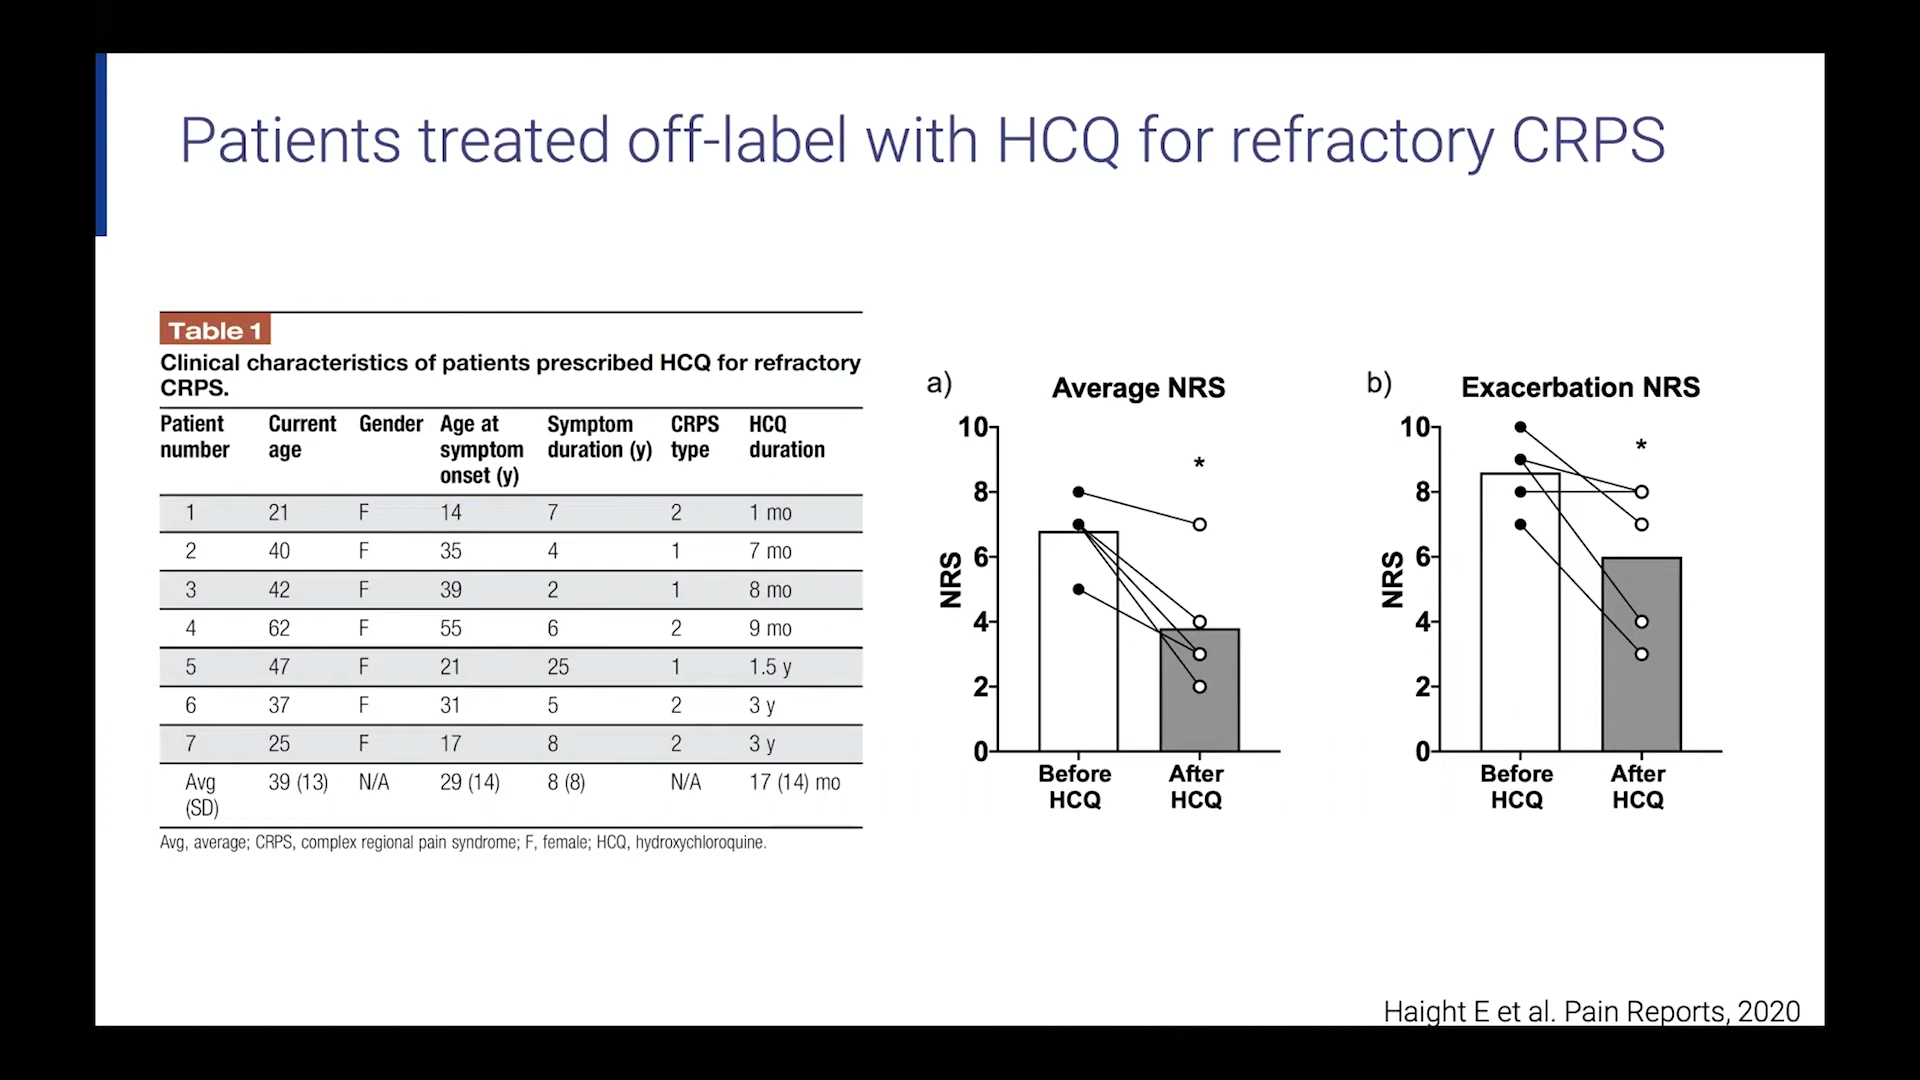 Patients treated off-label with HCQ for refractory CRPS
Table 1
Clinical characteristics of patients prescribed HCQ for refractory
CRPS.
Patient number Current age Gender Age at symptom onset (y) Symptom duration (y) CRPS type HCQ duration
1 21 F 14 7 2 1 mo
2 40 F 35 4 1 7 mo
3 42 F 39 2 1 8 mo
4 62 F 55 6 2 9 mo
5 47 F 21 25 1 1.5 y
6 37 F 31 5 2 3 y
7 25 F 17 8 2 3 y
Avg (SD) 39 (13) N/A 29 (14) 8 (8) N/A 17 (14) mo
Avg, average; CRPS, complex regional pain syndrome; F, female; HCQ, hydroxychloroquine.
a)
Average NRS
NRS
10
8
6
4
2
0
*
Before HCQ
After HCQ
b)
Exacerbation NRS
NRS
10
8
6
4
2
0
*
Before HCQ
After HCQ
Haight E et al. Pain Reports, 2020